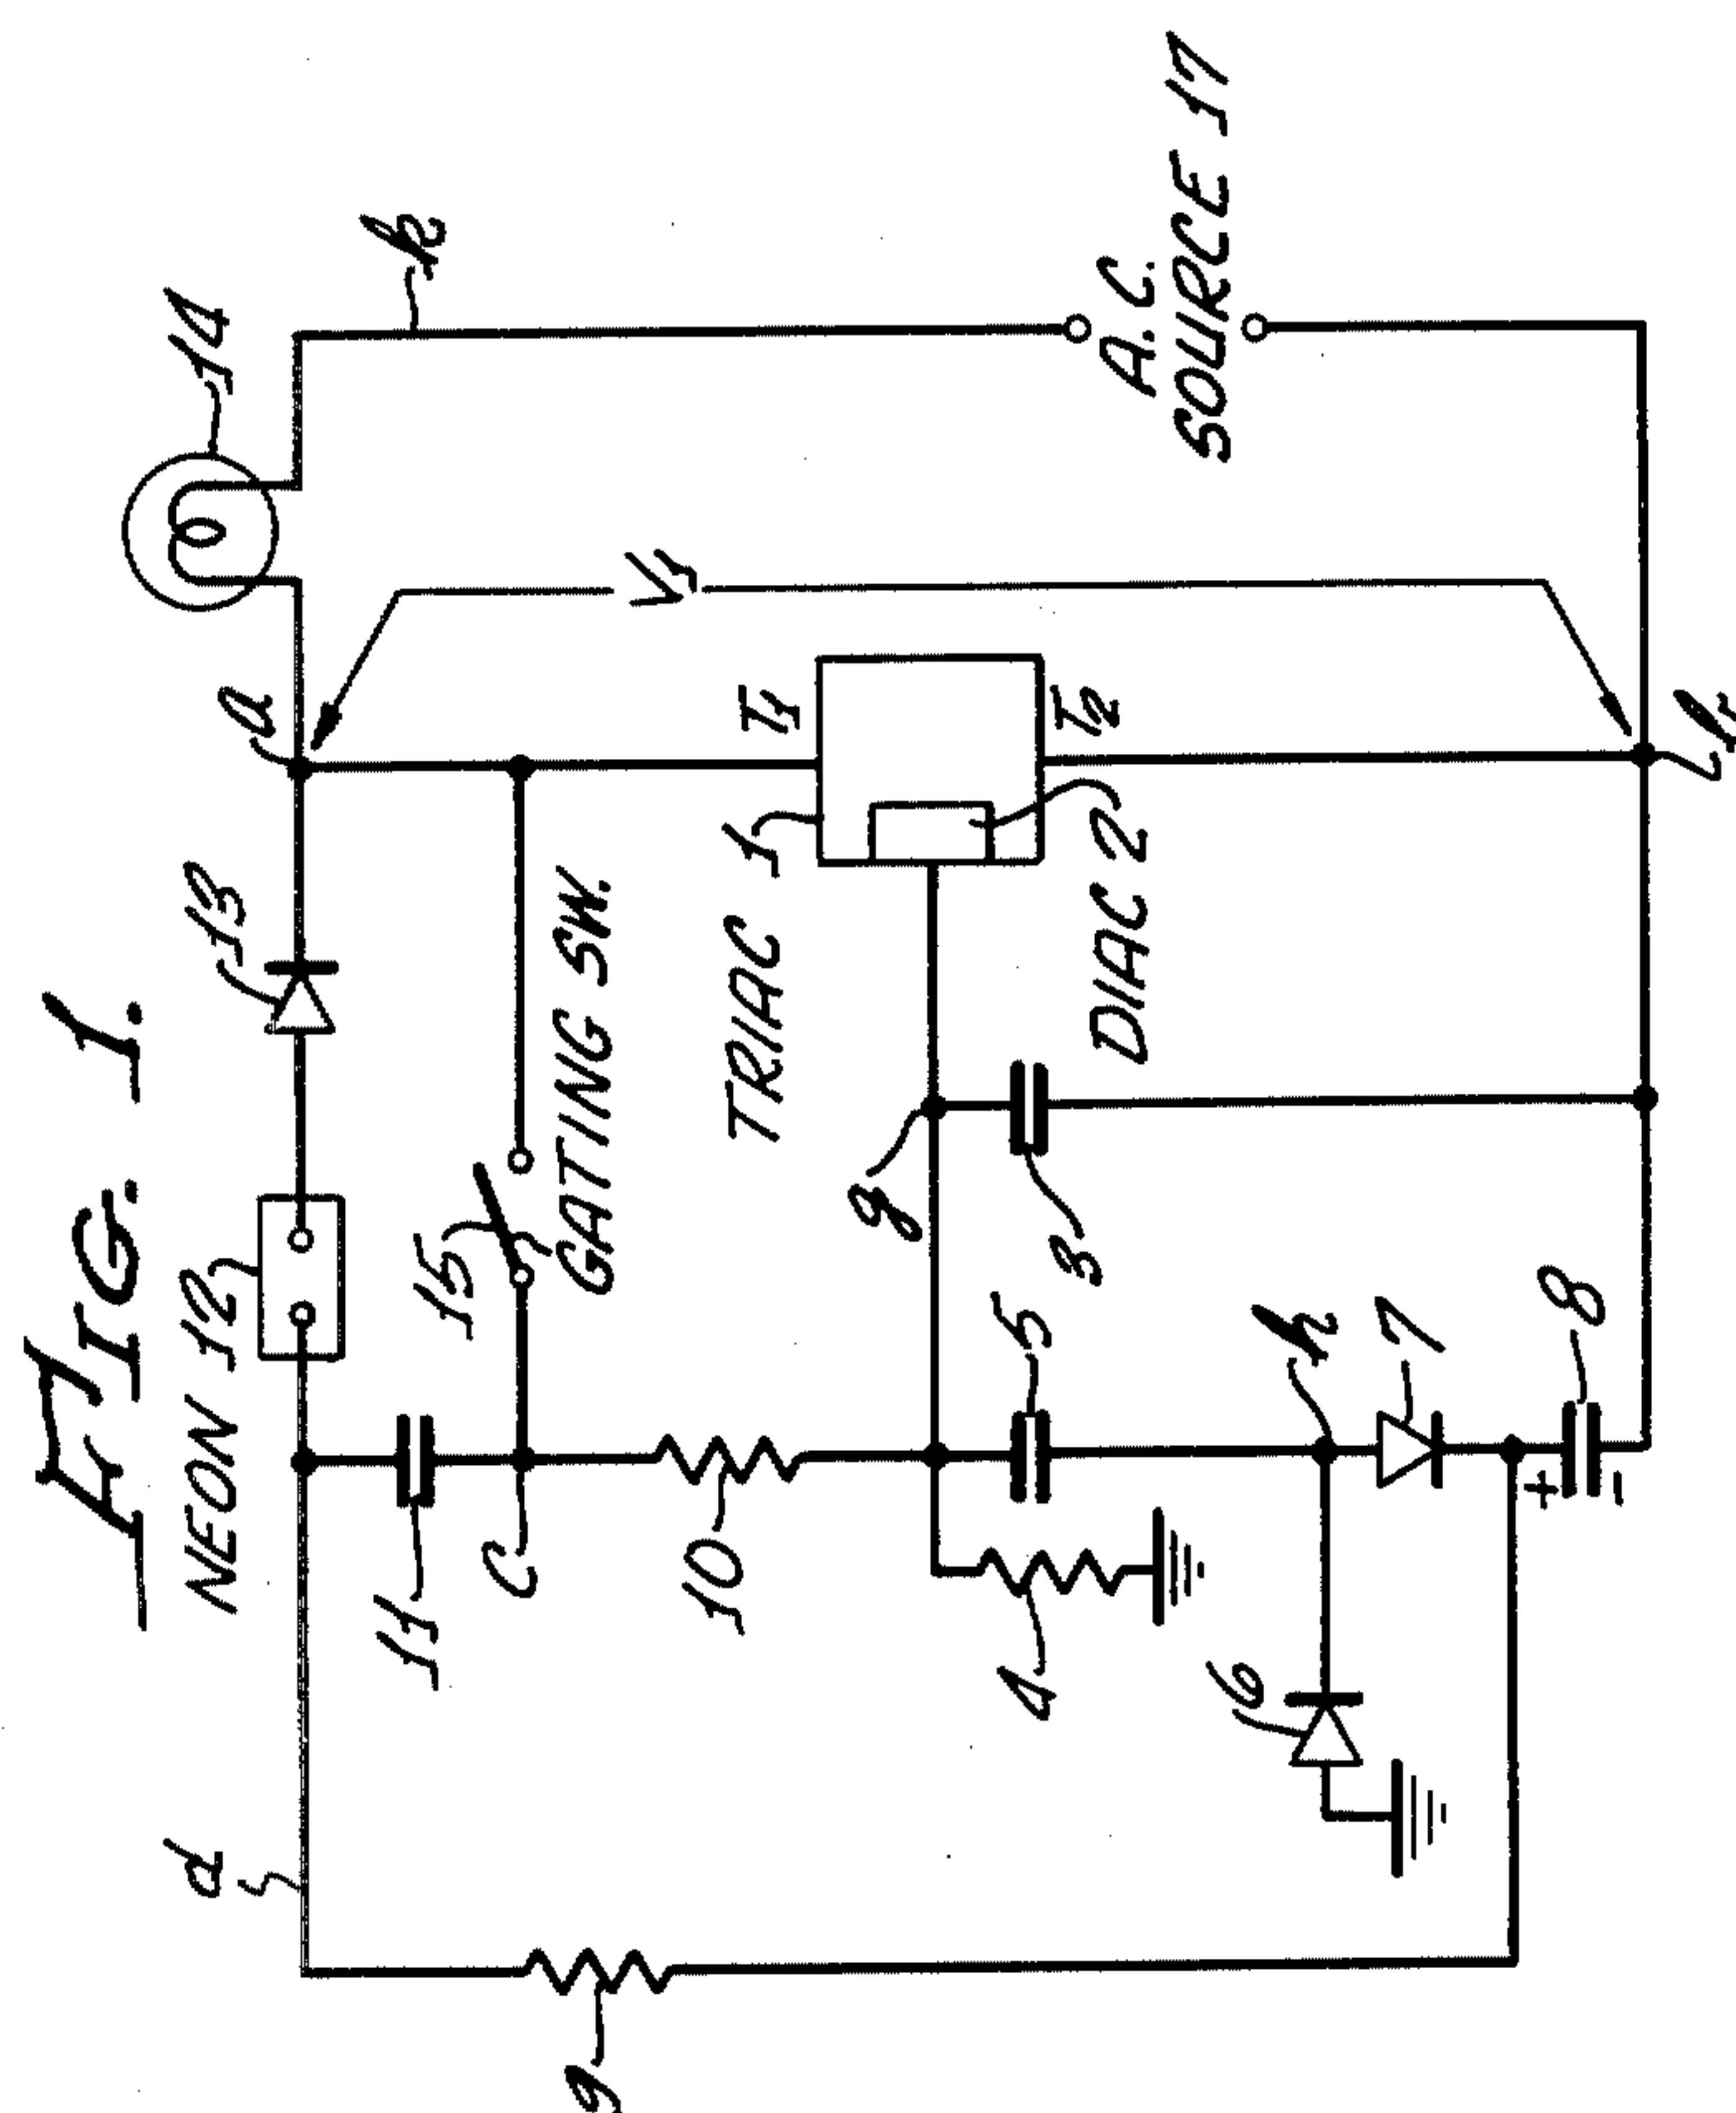 FIG. 1.
NEON 12
13
a
14
k
d
11
c
15
GATING SW.
V1
10
TRIAC 1
T1
T2
DIAC 2
A. C.
SOURCE 17
g
3
9
4
5
h
6
7
+
8
-